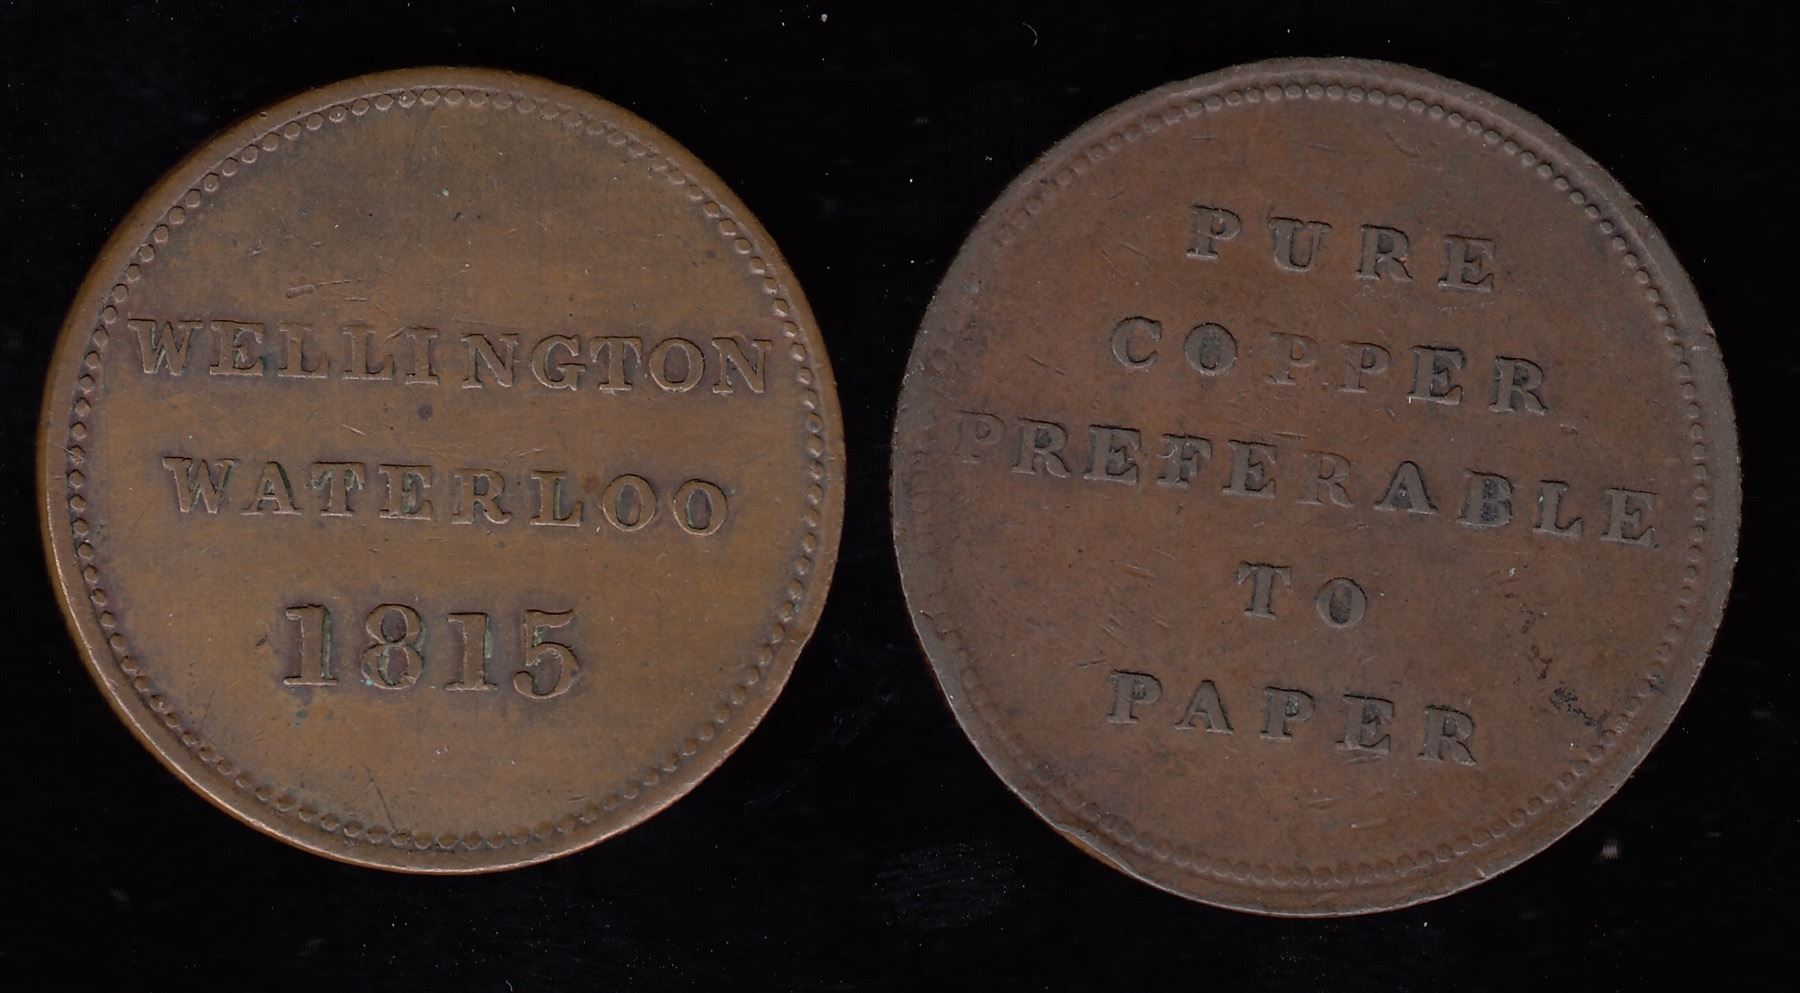 WELLINGTON
WATERLOO
1815
PURE
COPPER
PREFERABLE
TO
PAPER